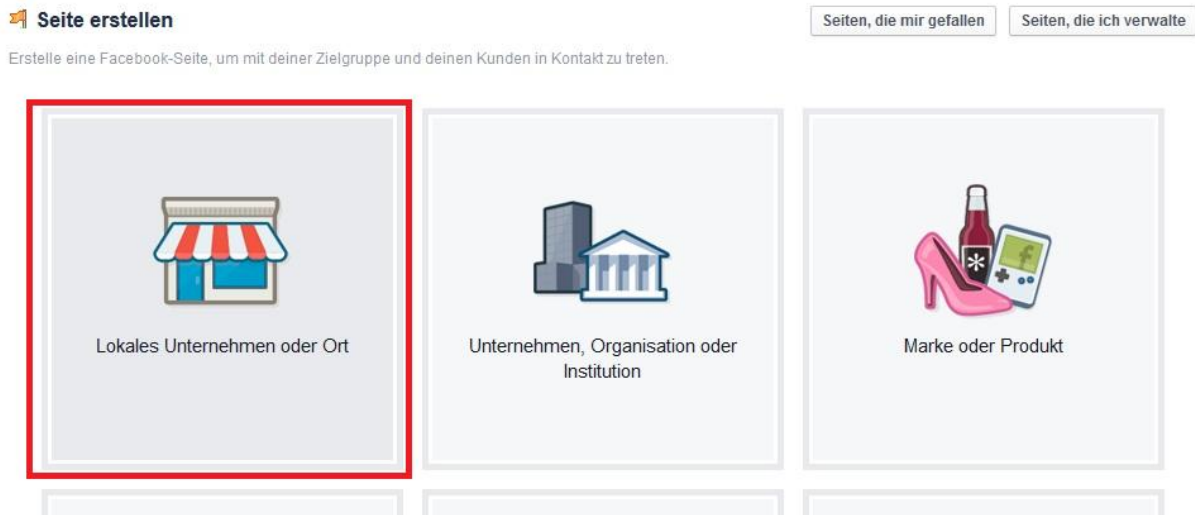 Seite erstellen
Seiten, die mir gefallen
Seiten, die ich verwalte
Erstelle eine Facebook-Seite, um mit deiner Zielgruppe und deinen Kunden in Kontakt zu treten.
Lokales Unternehmen oder Ort
Unternehmen, Organisation oder
Institution
Marke oder Produkt